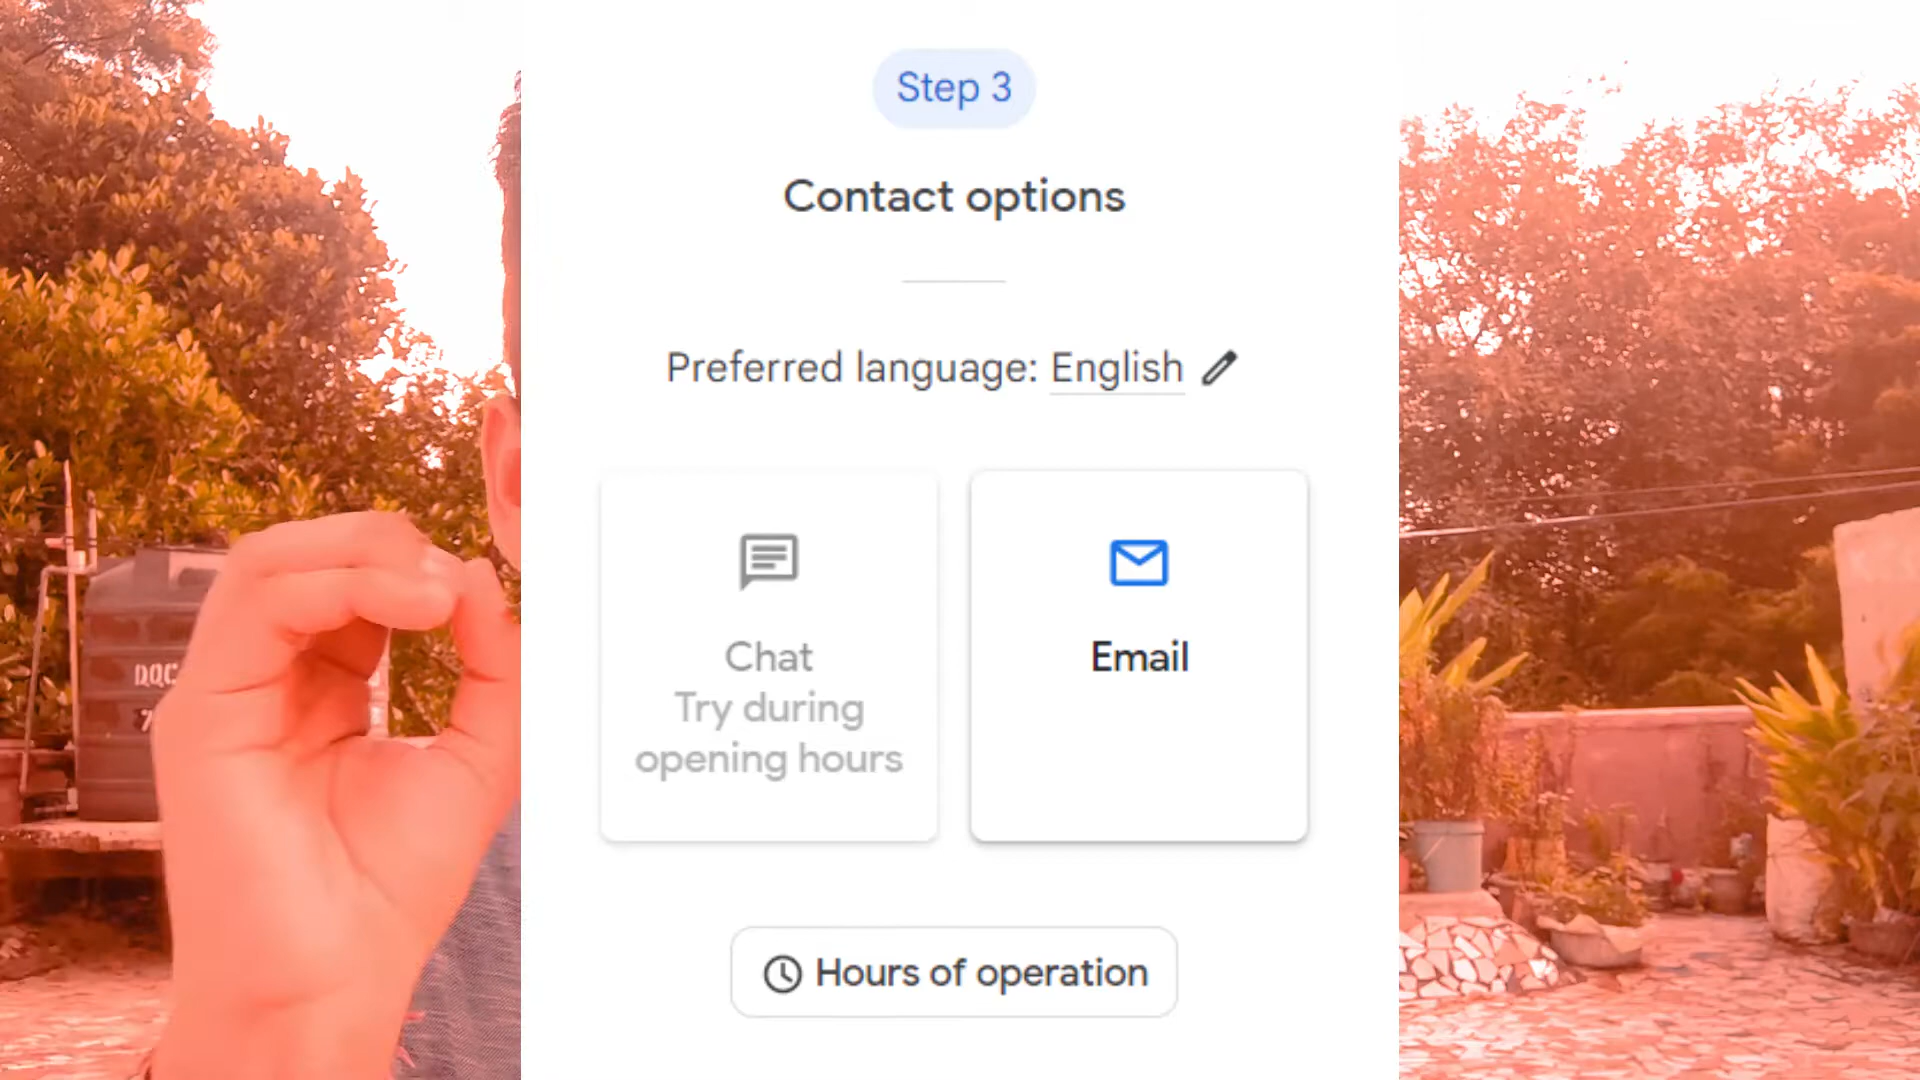 Step 3
Contact options
Preferred language: English
Chat
Try during
opening hours
Email
Hours of operation